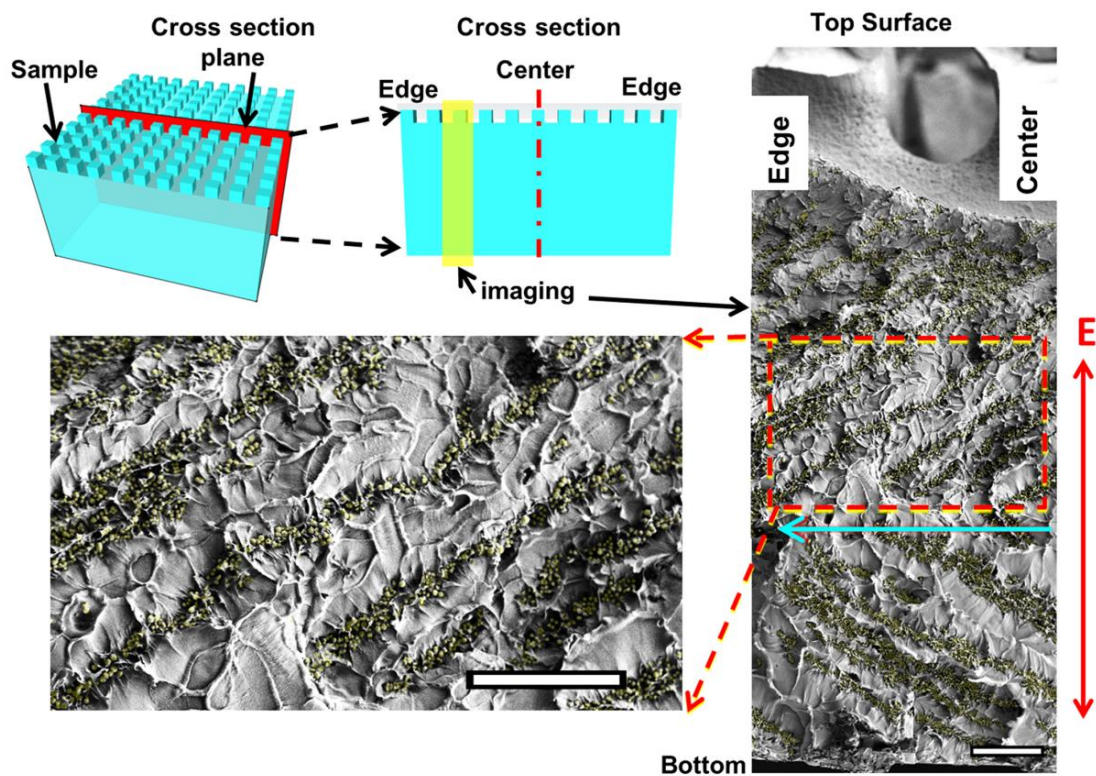 Cross section
plane
Sample
Cross section
Center
Edge
Edge
imaging
Top Surface
Edge
Center
E
Bottom